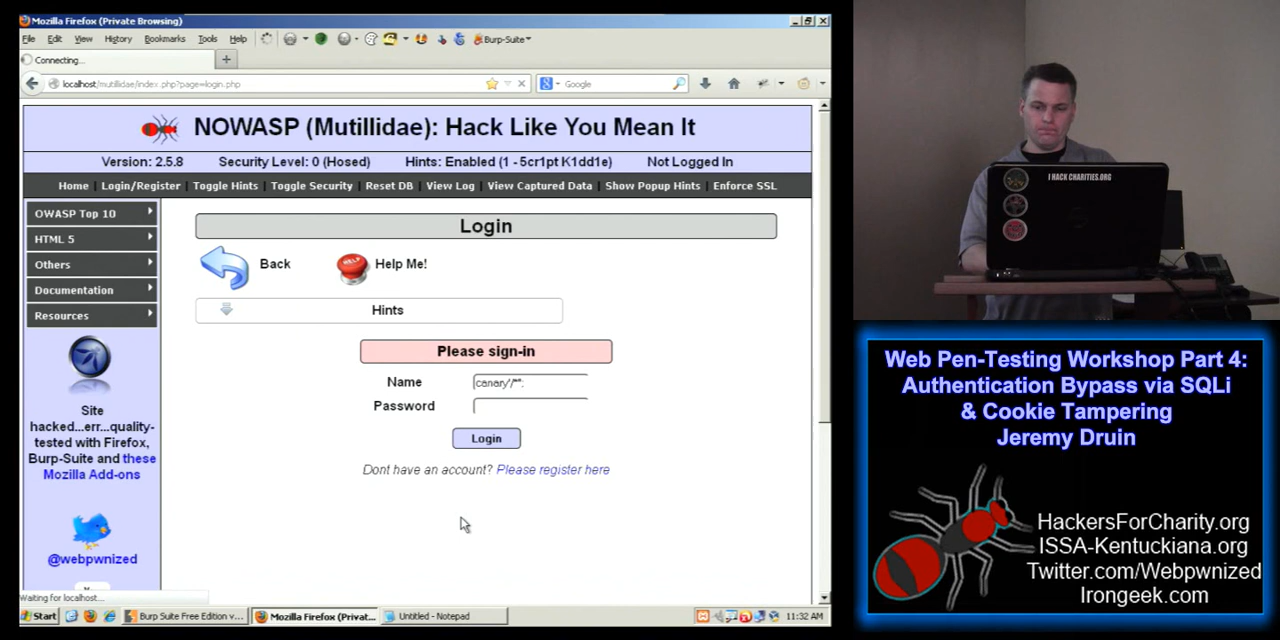 Mozilla Firefox (Private Browsing)
File Edit View History Bookmarks Tools Help Burp-Suite
Connecting...
localhost/mutillidae/index.php?page=login.php
Google
NOWASP (Mutillidae): Hack Like You Mean It
Version: 2.5.8 Security Level: 0 (Hosed) Hints: Enabled (1 - 5cr1pt K1dd1e) Not Logged In
Home | Login/Register | Toggle Hints | Toggle Security | Reset DB | View Log | View Captured Data | Show Popup Hints | Enforce SSL
OWASP Top 10
HTML 5
Others
Documentation
Resources
Site
hacked...err...quality-
tested with Firefox,
Burp-Suite and these
Mozilla Add-ons
@webpwnized
Login
Back
HELP
Help Me!
Hints
Please sign-in
Name
Password
Login
Dont have an account? Please register here
Waiting for localhost...
Start
Burp Suite Free Edition v...
Mozilla Firefox (Privat...
Untitled - Notepad
11:32 AM
I HACK CHARITIES.ORG
Web Pen-Testing Workshop Part 4:
Authentication Bypass via SQLi
& Cookie Tampering
Jeremy Druin
HackersForCharity.org
ISSA-Kentuckiana.org
Twitter.com/Webpwnized
Irongeek.com